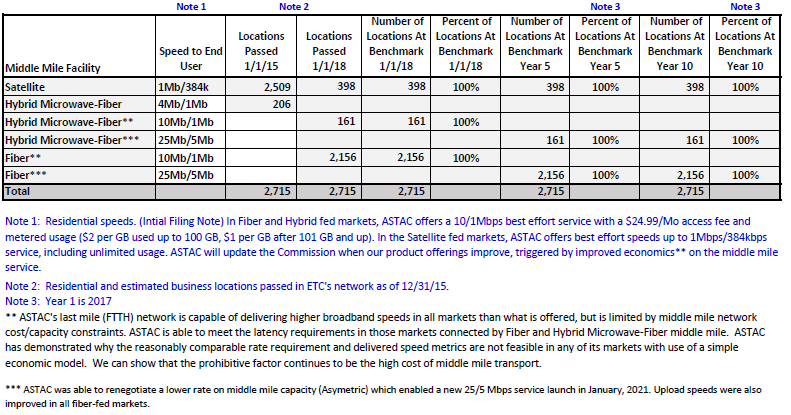 Note 1 Note 2 Note 3 Note 3
Middle Mile Facility Speed to End User Locations Passed 1/1/15 Locations Passed 1/1/18 Number of Locations At Benchmark 1/1/18 Percent of Locations At Benchmark 1/1/18 Number of Locations At Benchmark Year 5 Percent of Locations At Benchmark Year 5 Number of Locations At Benchmark Year 10 Percent of Locations At Benchmark Year 10
Satellite 1Mb/384k 2,509 398 398 100% 398 100% 398 100%
Hybrid Microwave-Fiber 4Mb/1Mb 206
Hybrid Microwave-Fiber** 10Mb/1Mb 161 161 100%
Hybrid Microwave-Fiber*** 25Mb/5Mb 161 100% 161 100%
Fiber** 10Mb/1Mb 2,156 2,156 100%
Fiber*** 25Mb/5Mb 2,156 100% 2,156 100%
Total 2,715 2,715 2,715 2,715 2,715
Note 1: Residential speeds. (Intial Filing Note) In Fiber and Hybrid fed markets, ASTAC offers a 10/1Mbps best effort service with a $24.99/Mo access fee and
metered usage ($2 per GB used up to 100 GB, $1 per GB after 101 GB and up). In the Satellite fed markets, ASTAC offers best effort speeds up to 1Mbps/384kbps
service, including unlimited usage. ASTAC will update the Commission when our product offerings improve, triggered by improved economics** on the middle mile
service.
Note 2: Residential and estimated business locations passed in ETC's network as of 12/31/15.
Note 3: Year 1 is 2017
** ASTAC's last mile (FTTH) network is capable of delivering higher broadband speeds in all markets than what is offered, but is limited by middle mile network
cost/capacity constraints. ASTAC is able to meet the latency requirements in those markets connected by Fiber and Hybrid Microwave-Fiber middle mile. ASTAC
has demonstrated why the reasonably comparable rate requirement and delivered speed metrics are not feasible in any of its markets with use of a simple
economic model. We can show that the prohibitive factor continues to be the high cost of middle mile transport.
*** ASTAC was able to renegotiate a lower rate on middle mile capacity (Asymetric) which enabled a new 25/5 Mbps service launch in January, 2021. Upload speeds were also
improved in all fiber-fed markets.